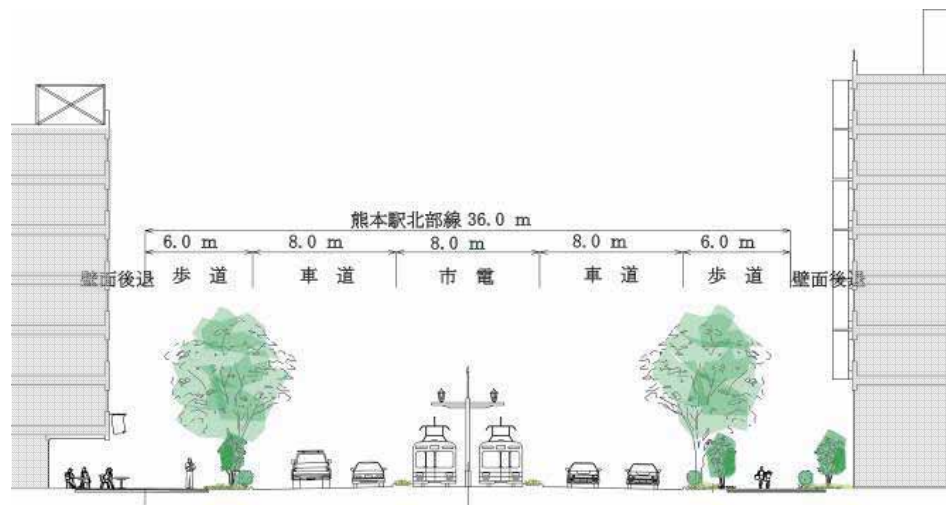 熊本駅北部線 36.0 m
6.0 m 8.0 m 8.0 m 8.0 m 6.0 m
壁面後退 歩 道 車 道 市 電 車 道 歩 道 壁面後退